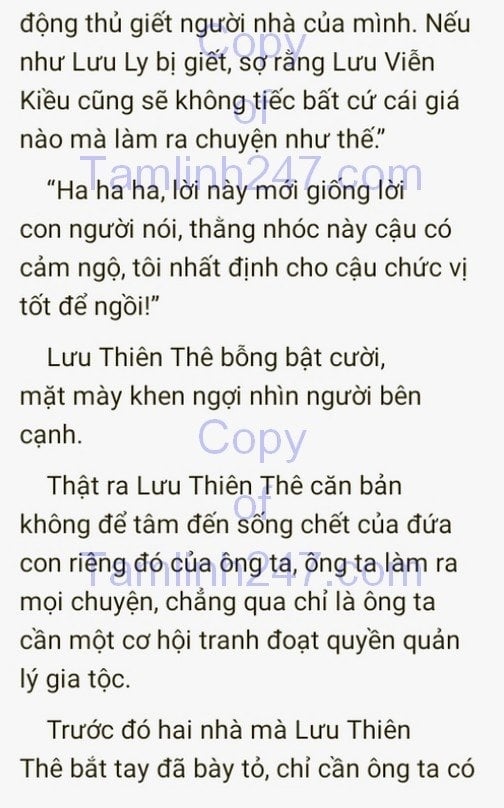 động thủ giết người nhà của mình. Nếu
như Lưu Ly bị giết, sợ rằng Lưu Viễn
Kiều cũng sẽ không tiếc bất cứ cái giá
nào mà làm ra chuyện như thế.”
“Ha ha ha, lời này mới giống lời
con người nói, thằng nhóc này cậu có
cảm ngộ, tôi nhất định cho cậu chức vị
tốt để ngồi!”
Lưu Thiên Thê bỗng bật cười,
mặt mày khen ngợi nhìn người bên
cạnh.
Thật ra Lưu Thiên Thê căn bản
không để tâm đến sống chết của đứa
con riêng đó của ông ta, ông ta làm ra
mọi chuyện, chẳng qua chỉ là ông ta
cần một cơ hội tranh đoạt quyền quản
lý gia tộc.
Trước đó hai nhà mà Lưu Thiên
Thê bắt tay đã bày tỏ, chỉ cần ông ta có
Copy
of
Tamlinh247.com
Copy
of
Tamlinh247.com